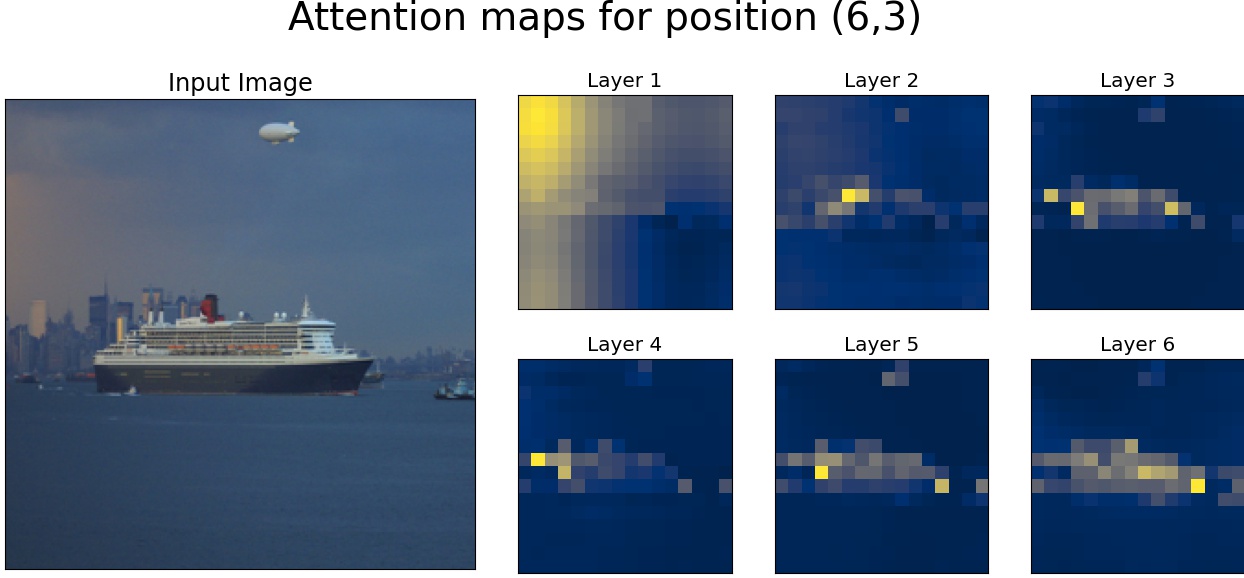 Attention maps for position (6,3)
Input Image
Layer 1
Layer 2
Layer 3
Layer 4
Layer 5
Layer 6